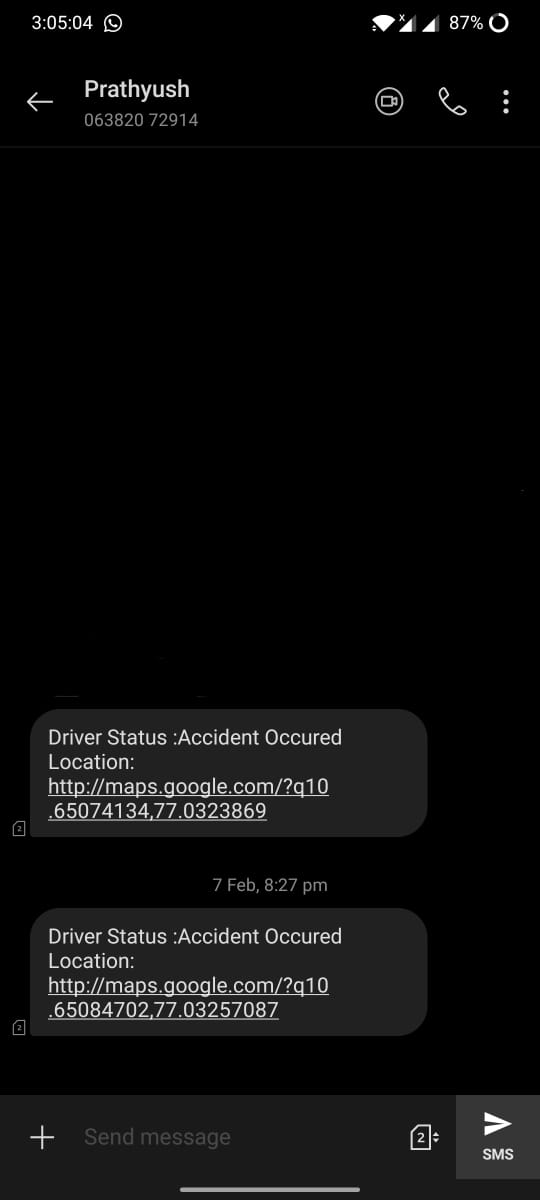 3:05:04
x
87%
Prathyush
063820 72914
Driver Status :Accident Occured
Location:
http://maps.google.com/?q10
.65074134,77.0323869
2
7 Feb, 8:27 pm
Driver Status :Accident Occured
Location:
http://maps.google.com/?q10
.65084702,77.03257087
2
Send message
2
SMS